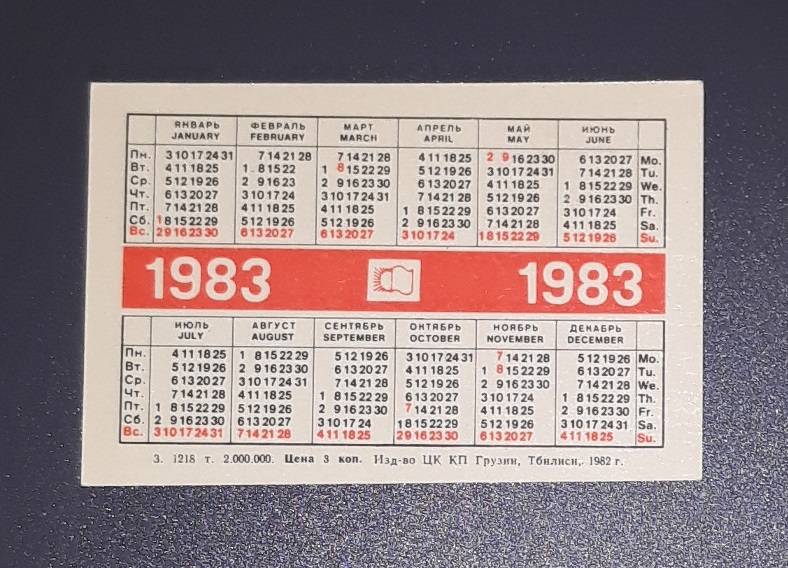 ЯНВАРЬ ФЕВРАЛЬ МАРТ АПРЕЛЬ МАЙ ИЮНЬ
JANUARY FEBRUARY MARCH APRIL MAY JUNE
Пн. 3 10 17 24 31 7 14 21 28 7 14 21 28 4 11 18 25 2 9 16 23 30 6 13 20 27 Mo.
Вт. 4 11 18 25 1 8 15 22 1 8 15 22 29 5 12 19 26 3 10 17 24 31 7 14 21 28 Tu.
Ср. 5 12 19 26 2 9 16 23 2 9 16 23 30 6 13 20 27 4 11 18 25 1 8 15 22 29 We.
Чт. 6 13 20 27 3 10 17 24 3 10 17 24 31 7 14 21 28 5 12 19 26 2 9 16 23 30 Th.
Пт. 7 14 21 28 4 11 18 25 4 11 18 25 1 8 15 22 29 6 13 20 27 3 10 17 24 Fr.
Сб. 1 8 15 22 29 5 12 19 26 5 12 19 26 2 9 16 23 30 7 14 21 28 4 11 18 25 Sa.
Вс. 2 9 16 23 30 6 13 20 27 6 13 20 27 3 10 17 24 1 8 15 22 29 5 12 19 26 Su.
1983 1983
ИЮЛЬ АВГУСТ СЕНТЯБРЬ ОКТЯБРЬ НОЯБРЬ ДЕКАБРЬ
JULY AUGUST SEPTEMBER OCTOBER NOVEMBER DECEMBER
Пн. 4 11 18 25 1 8 15 22 29 5 12 19 26 3 10 17 24 31 7 14 21 28 5 12 19 26 Mo.
Вт. 5 12 19 26 2 9 16 23 30 6 13 20 27 4 11 18 25 1 8 15 22 29 6 13 20 27 Tu.
Ср. 6 13 20 27 3 10 17 24 31 7 14 21 28 5 12 19 26 2 9 16 23 30 7 14 21 28 We.
Чт. 7 14 21 28 4 11 18 25 1 8 15 22 29 6 13 20 27 3 10 17 24 1 8 15 22 29 Th.
Пт. 1 8 15 22 29 5 12 19 26 2 9 16 23 30 7 14 21 28 4 11 18 25 2 9 16 23 30 Fr.
Сб. 2 9 16 23 30 6 13 20 27 3 10 17 24 1 8 15 22 29 5 12 19 26 3 10 17 24 31 Sa.
Вс. 3 10 17 24 31 7 14 21 28 4 11 18 25 2 9 16 23 30 6 13 20 27 4 11 18 25 Su.
З. 1218 т. 2.000.000. Цена 3 коп. Изд-во ЦК КП Грузии, Тбилиси, 1982 г.